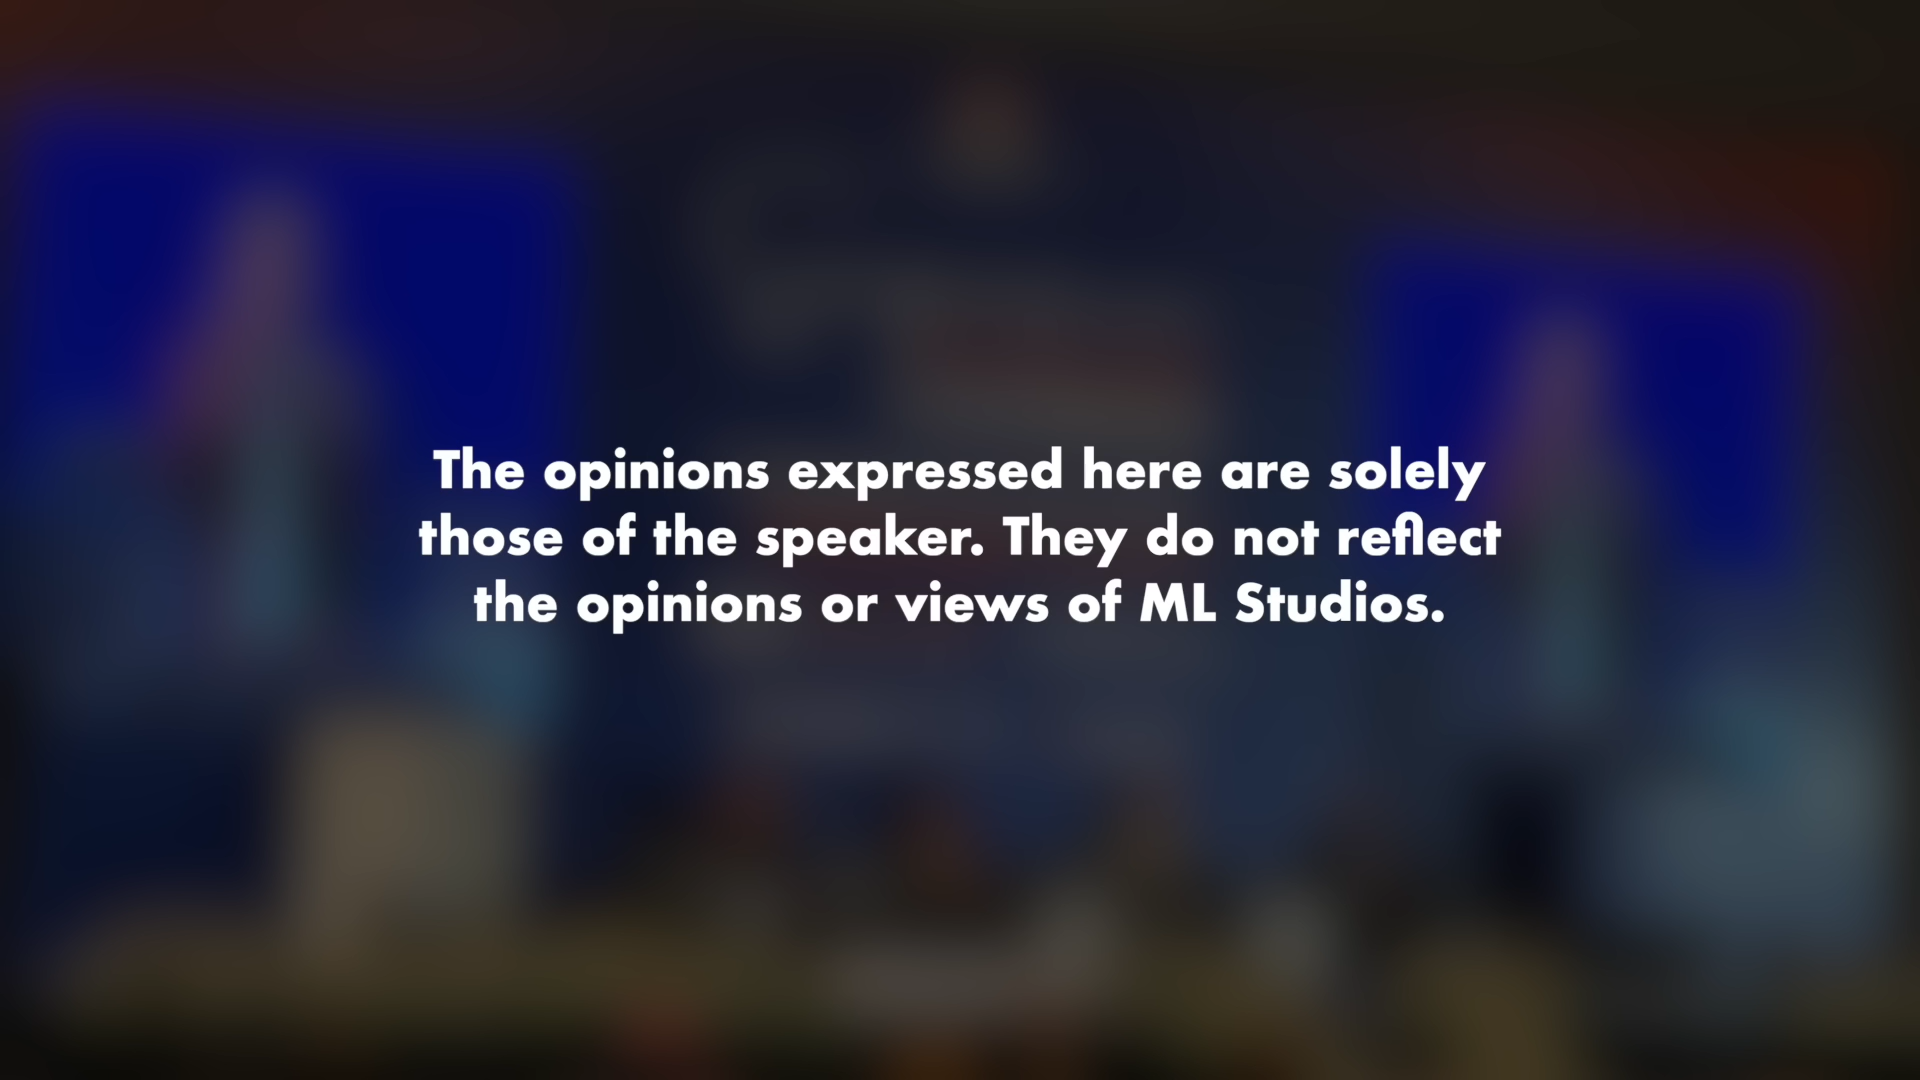 The opinions expressed here are solely
those of the speaker. They do not reflect
the opinions or views of ML Studios.